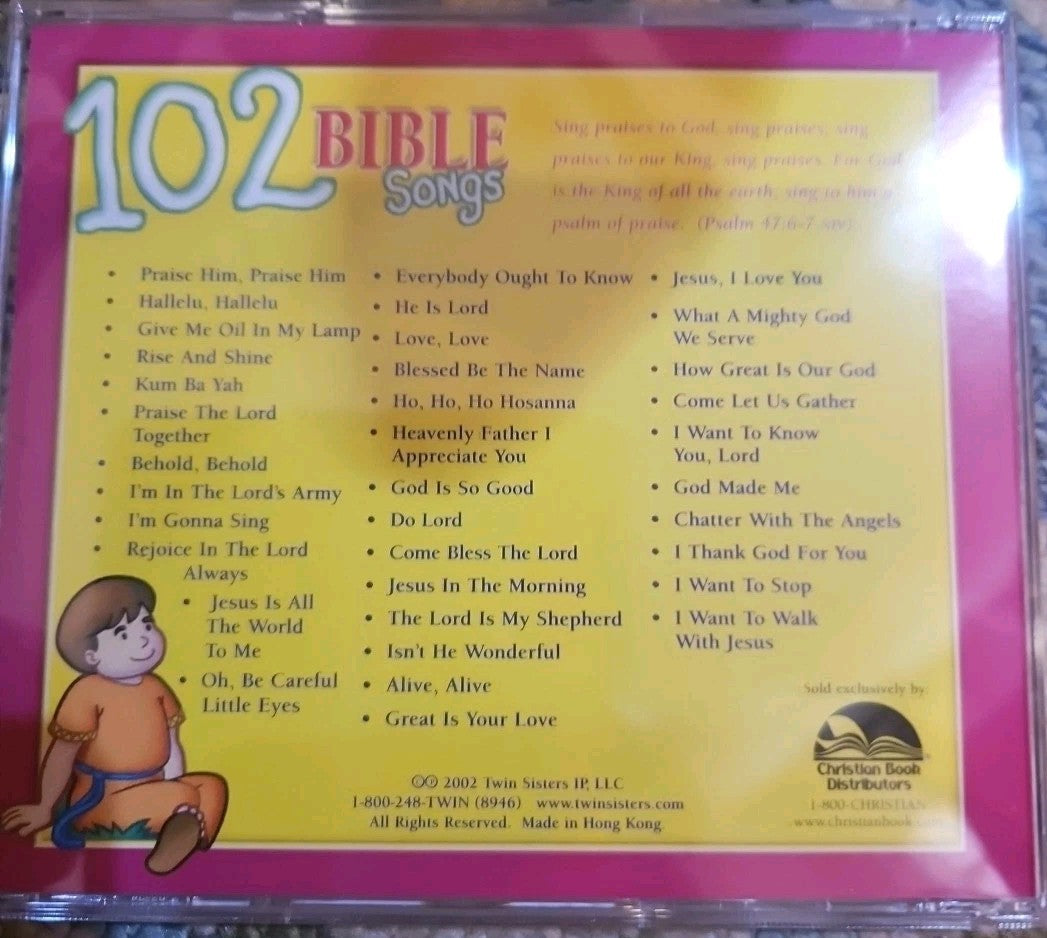 102 BIBLE
Songs
Sing praises to God, sing praises; sing
praises to our King, sing praises. For God
is the King of all the earth; sing to him a
psalm of praise. (Psalm 47:6-7 NIV)
• Praise Him, Praise Him
• Hallelu, Hallelu
• Give Me Oil In My Lamp
• Rise And Shine
• Kum Ba Yah
• Praise The Lord
Together
• Behold, Behold
• I'm In The Lord's Army
• I'm Gonna Sing
• Rejoice In The Lord
Always
• Jesus Is All
The World
To Me
• Oh, Be Careful
Little Eyes
• Everybody Ought To Know
• He Is Lord
• Love, Love
• Blessed Be The Name
• Ho, Ho, Ho Hosanna
• Heavenly Father I
Appreciate You
• God Is So Good
• Do Lord
• Come Bless The Lord
• Jesus In The Morning
• The Lord Is My Shepherd
• Isn't He Wonderful
• Alive, Alive
• Great Is Your Love
• Jesus, I Love You
• What A Mighty God
We Serve
• How Great Is Our God
• Come Let Us Gather
• I Want To Know
You, Lord
• God Made Me
• Chatter With The Angels
• I Thank God For You
• I Want To Stop
• I Want To Walk
With Jesus
Sold exclusively by:
Christian Book
Distributors
1-800-CHRISTIAN
www.christianbook.com
©℗ 2002 Twin Sisters IP, LLC
1-800-248-TWIN (8946) www.twinsisters.com
All Rights Reserved. Made in Hong Kong